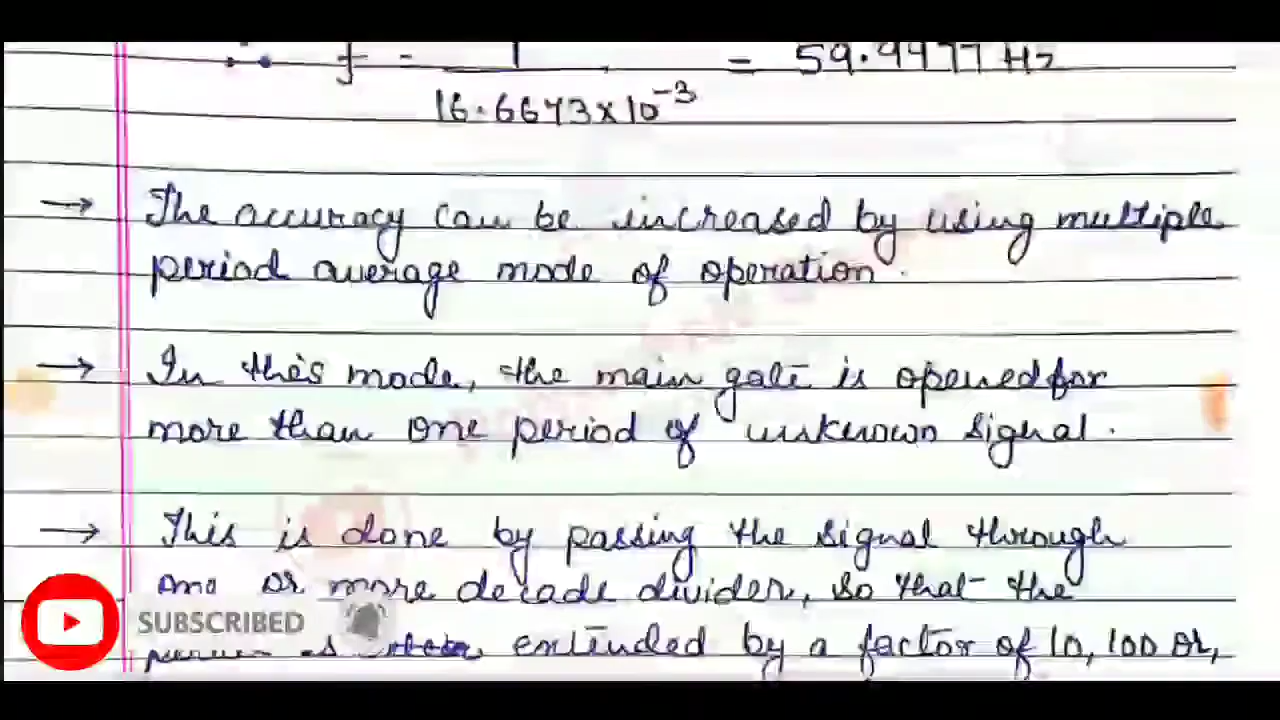 f = 1 / 16.6673×10⁻³ = 59.9977 Hz
→ The accuracy can be increased by using multiple
period average mode of operation.
→ In this mode, the main gate is opened for
more than one period of unknown signal.
→ This is done by passing the signal through
one or more decade divider, so that the
extended by a factor of 10, 100 or,
SUBSCRIBED